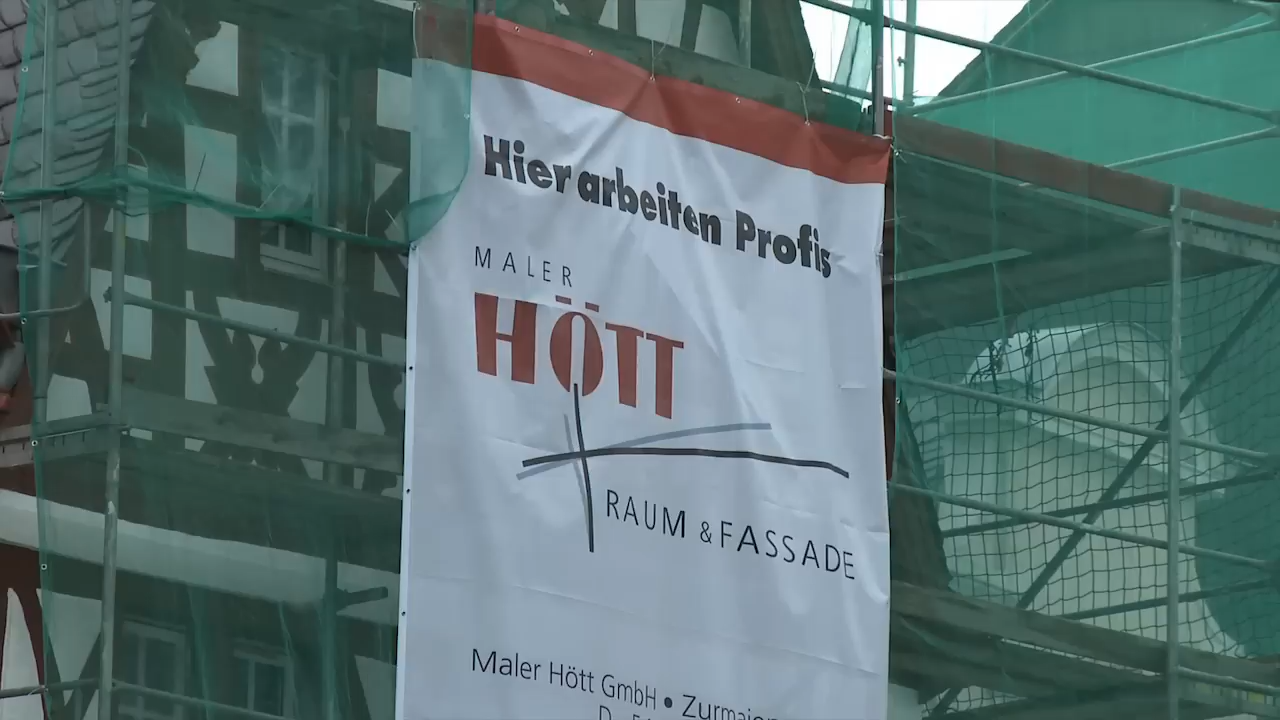 Hier arbeiten Profis
MALER
HÖTT
RAUM & FASSADE
Maler Hött GmbH •